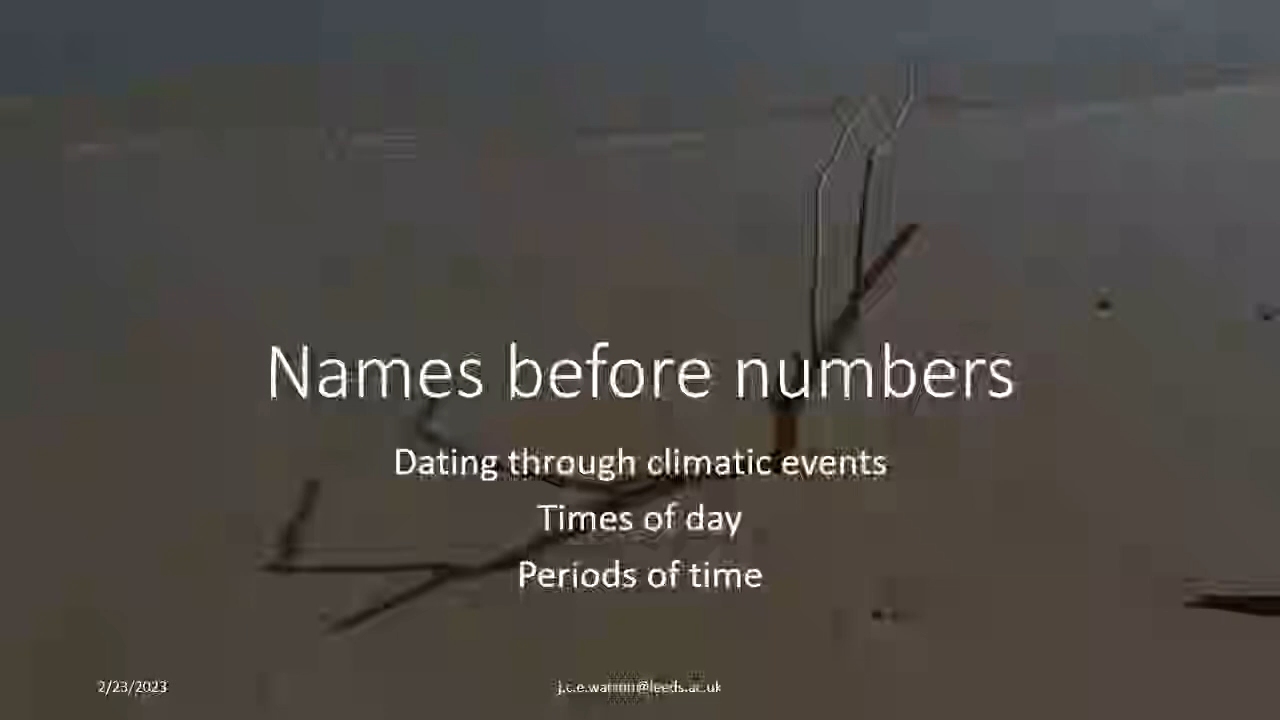 Names before numbers
Dating through climatic events
Times of day
Periods of time
2/23/2023